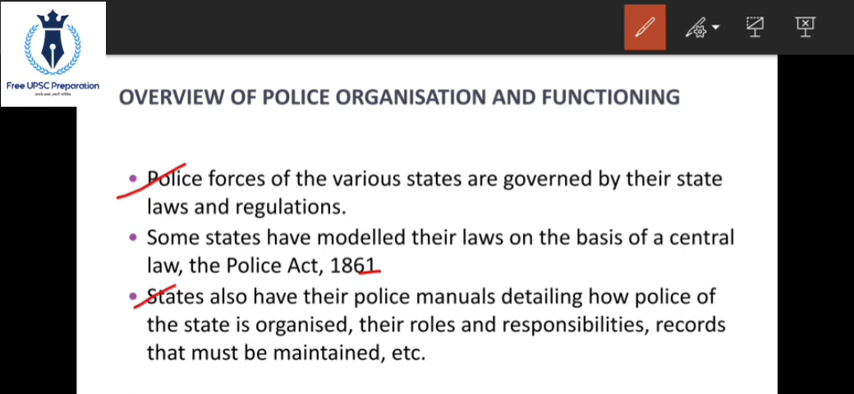 Free UPSC Preparation
OVERVIEW OF POLICE ORGANISATION AND FUNCTIONING
• Police forces of the various states are governed by their state
laws and regulations.
• Some states have modelled their laws on the basis of a central
law, the Police Act, 1861.
• States also have their police manuals detailing how police of
the state is organised, their roles and responsibilities, records
that must be maintained, etc.